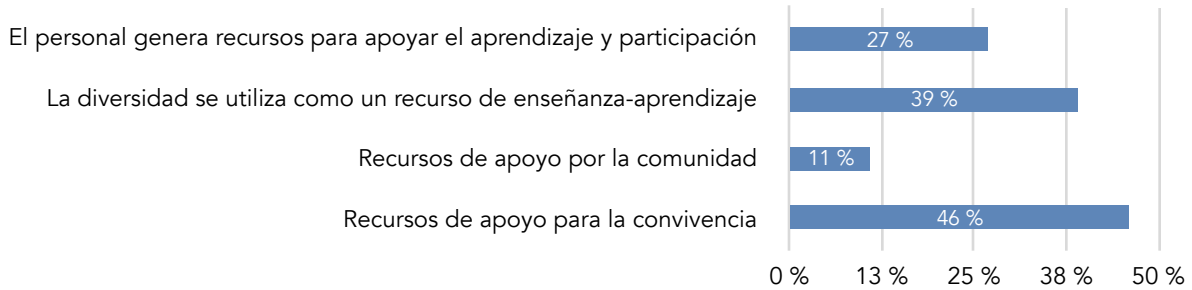 El personal genera recursos para apoyar el aprendizaje y participación
27 %
La diversidad se utiliza como un recurso de enseñanza-aprendizaje
39 %
Recursos de apoyo por la comunidad
11 %
Recursos de apoyo para la convivencia
46 %
0 % 13 % 25 % 38 % 50 %